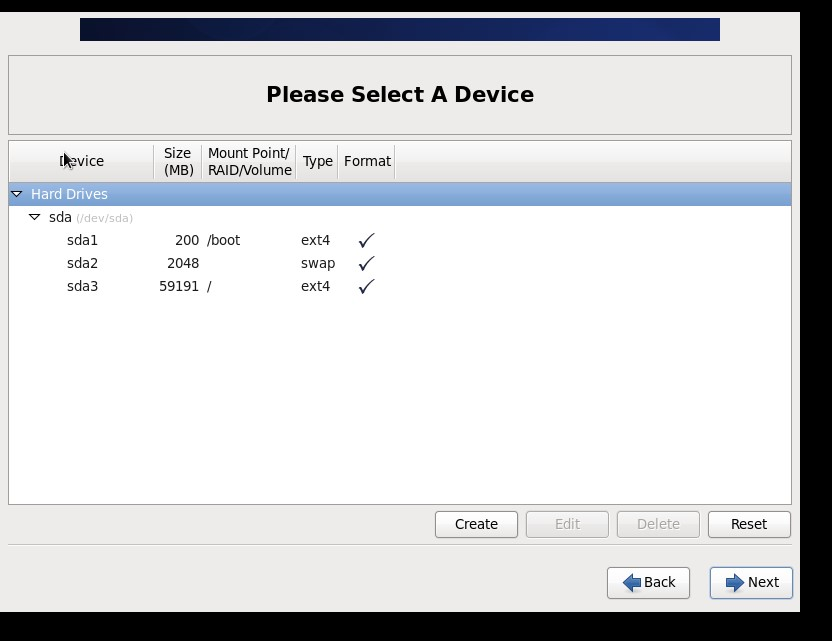 Please Select A Device
Device Size (MB) Mount Point/ RAID/Volume Type Format
Hard Drives
sda (/dev/sda)
sda1 200 /boot ext4
sda2 2048 swap
sda3 59191 / ext4
Create Edit Delete Reset
Back Next